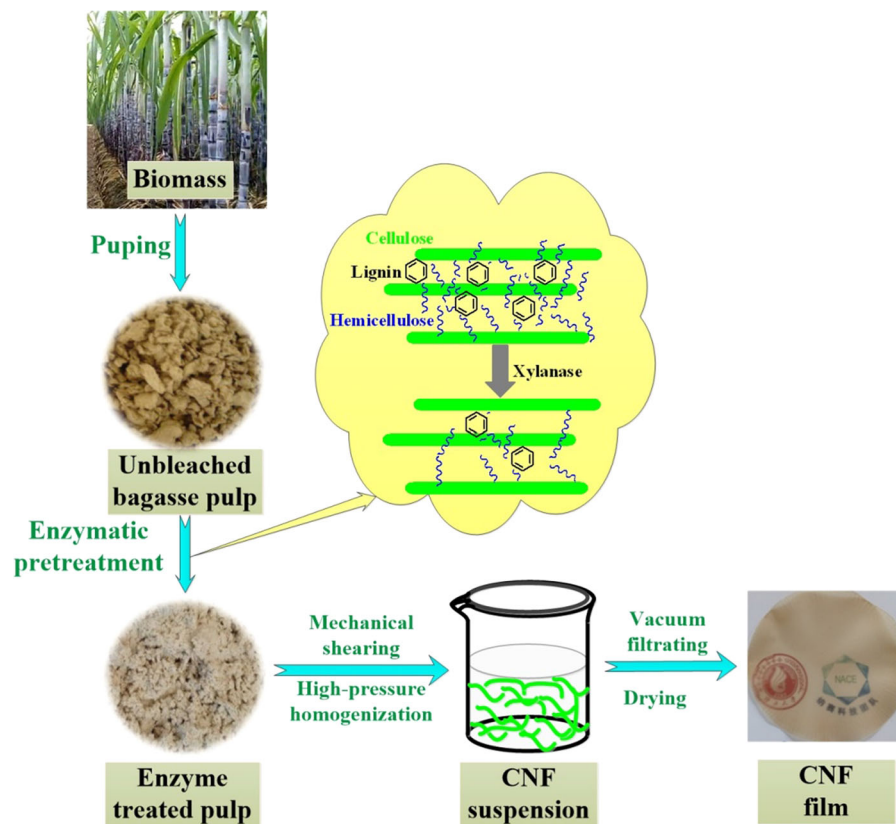 Biomass
Puping
Unbleached
bagasse pulp
Enzymatic
pretreatment
Enzyme
treated pulp
Cellulose
Lignin
Hemicellulose
Xylanase
Mechanical
shearing
High-pressure
homogenization
CNF
suspension
Vacuum
filtrating
Drying
NACE
CNF
film